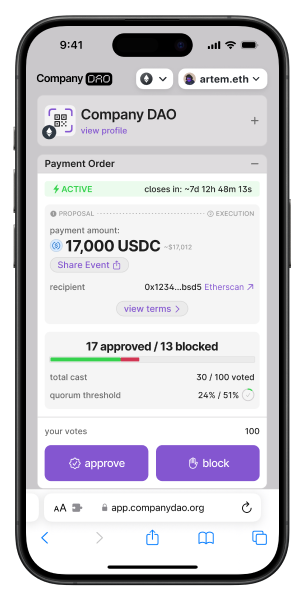 9:41
Company DAO
artem.eth
Company DAO
view profile
+
Payment Order
ACTIVE closes in: ~7d 12h 48m 13s
PROPOSAL EXECUTION
payment amount:
17,000 USDC ~$17,012
Share Event
recipient 0x1234...bsd5 Etherscan
view terms
17 approved / 13 blocked
total cast 30 / 100 voted
quorum threshold 24% / 51%
your votes 100
approve block
AA app.companydao.org